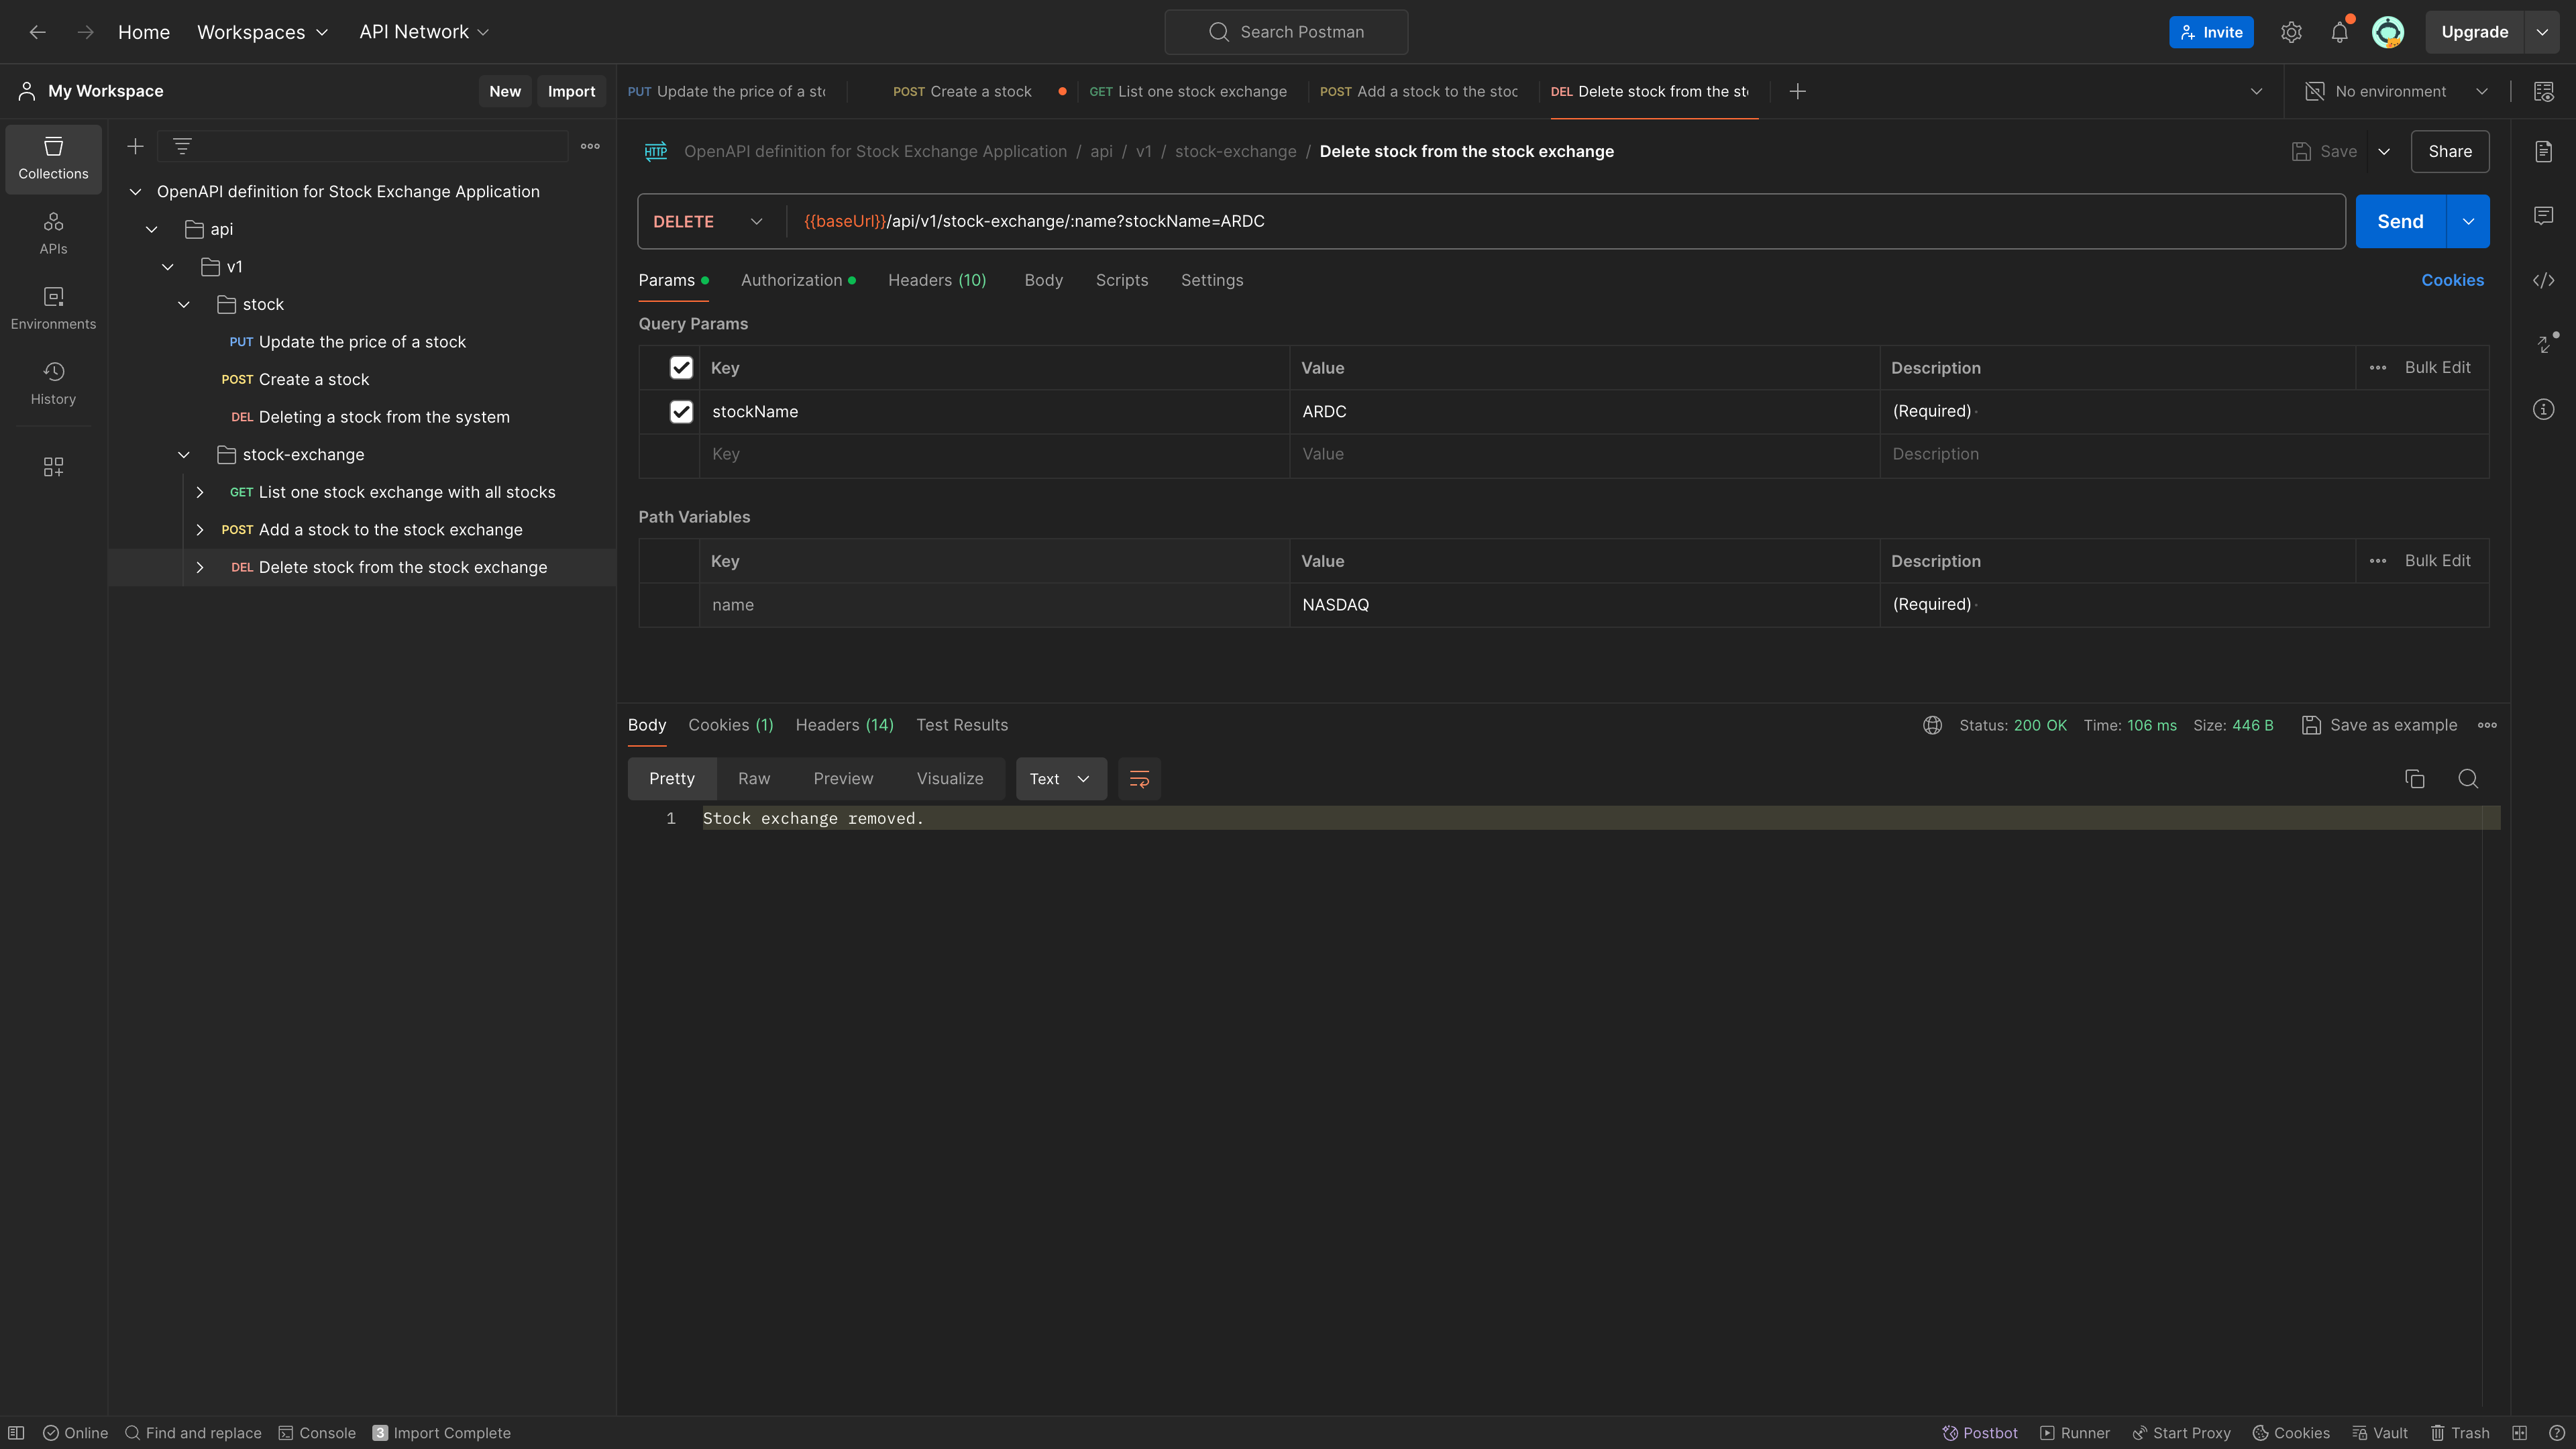 Home Workspaces API Network Search Postman Invite Upgrade
My Workspace New Import
PUT Update the price of a sto POST Create a stock GET List one stock exchange POST Add a stock to the stoc DEL Delete stock from the st No environment
Collections
APIs
Environments
History
OpenAPI definition for Stock Exchange Application
api
v1
stock
PUT Update the price of a stock
POST Create a stock
DEL Deleting a stock from the system
stock-exchange
GET List one stock exchange with all stocks
POST Add a stock to the stock exchange
DEL Delete stock from the stock exchange
HTTP OpenAPI definition for Stock Exchange Application / api / v1 / stock-exchange / Delete stock from the stock exchange Save Share
DELETE {{baseUrl}}/api/v1/stock-exchange/:name?stockName=ARDC Send
Params Authorization Headers (10) Body Scripts Settings Cookies
Query Params
Key Value Description Bulk Edit
stockName ARDC (Required)
Key Value Description
Path Variables
Key Value Description Bulk Edit
name NASDAQ (Required)
Body Cookies (1) Headers (14) Test Results Status: 200 OK Time: 106 ms Size: 446 B Save as example
Pretty Raw Preview Visualize Text
1 Stock exchange removed.
Online Find and replace Console 3 Import Complete Postbot Runner Start Proxy Cookies Vault Trash